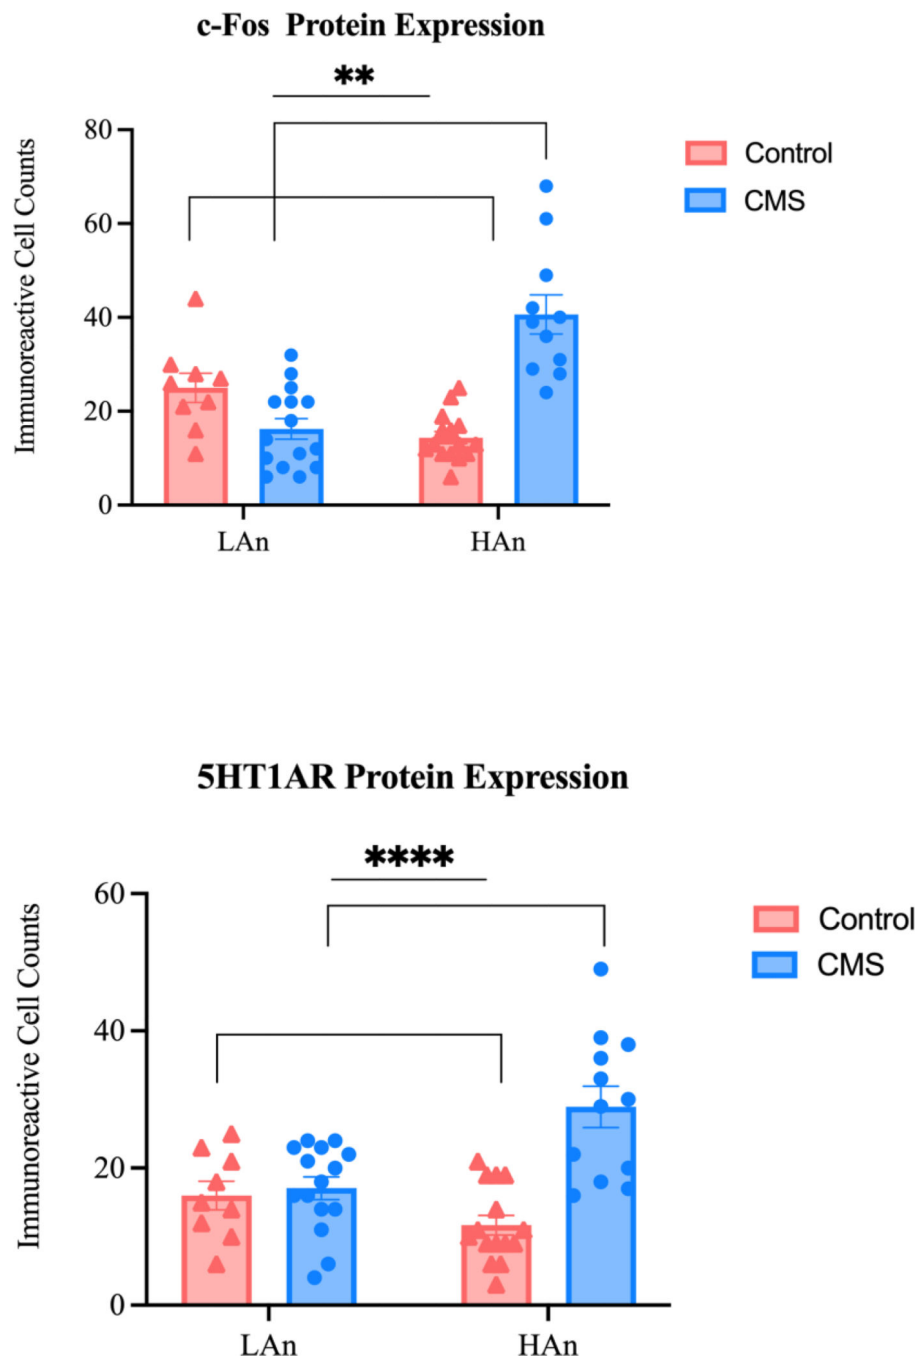 c-Fos Protein Expression
**
Immunoreactive Cell Counts
80
60
40
20
0
LAn
HAn
Control
CMS
5HT1AR Protein Expression
****
Immunoreactive Cell Counts
60
40
20
0
LAn
HAn
Control
CMS